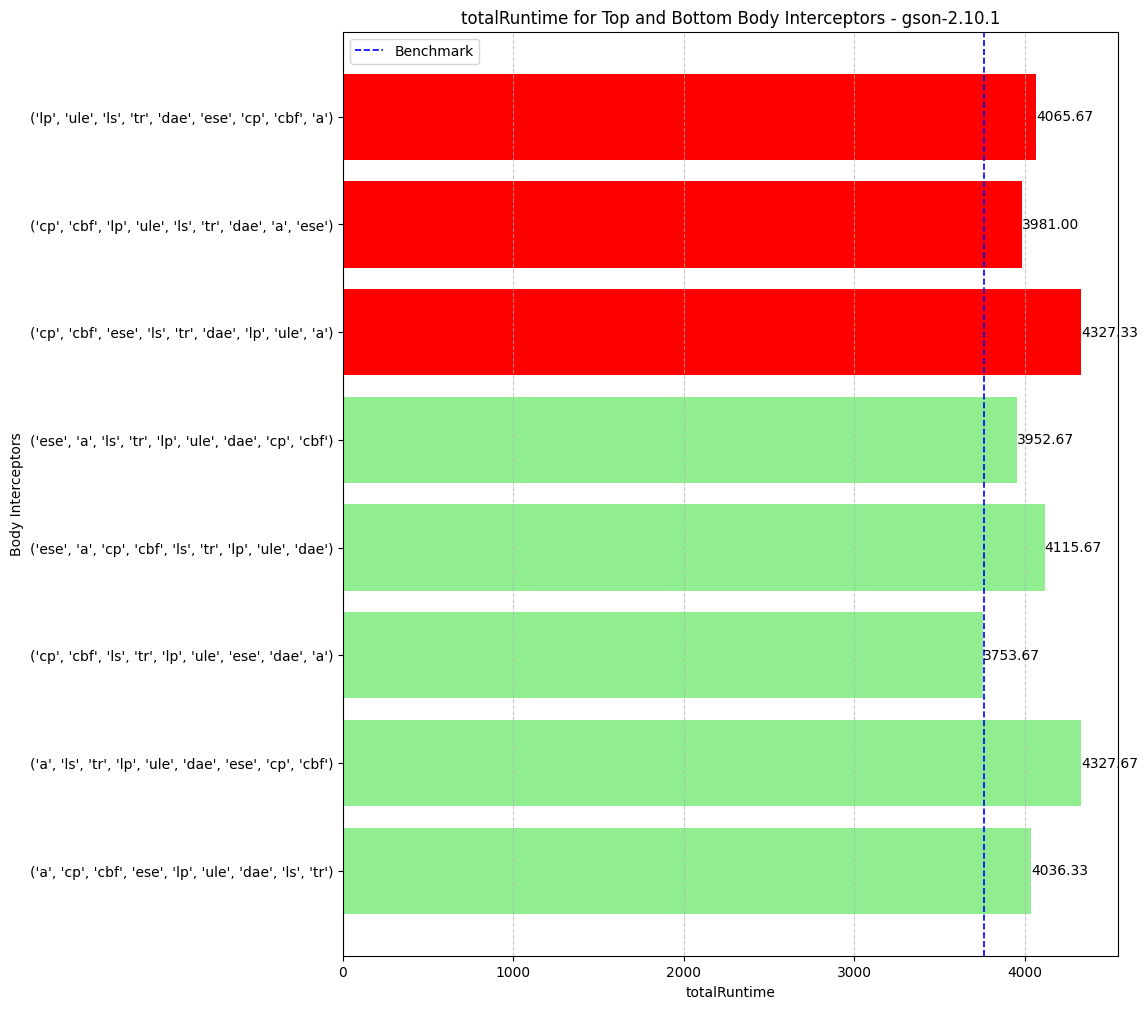 totalRuntime for Top and Bottom Body Interceptors - gson-2.10.1
Benchmark
('lp', 'ule', 'ls', 'tr', 'dae', 'ese', 'cp', 'cbf', 'a')
4065.67
('cp', 'cbf', 'lp', 'ule', 'ls', 'tr', 'dae', 'a', 'ese')
3981.00
('cp', 'cbf', 'ese', 'ls', 'tr', 'dae', 'lp', 'ule', 'a')
4327.33
('ese', 'a', 'ls', 'tr', 'lp', 'ule', 'dae', 'cp', 'cbf')
3952.67
('ese', 'a', 'cp', 'cbf', 'ls', 'tr', 'lp', 'ule', 'dae')
4115.67
('cp', 'cbf', 'ls', 'tr', 'lp', 'ule', 'ese', 'dae', 'a')
3753.67
('a', 'ls', 'tr', 'lp', 'ule', 'dae', 'ese', 'cp', 'cbf')
4327.67
('a', 'cp', 'cbf', 'ese', 'lp', 'ule', 'dae', 'ls', 'tr')
4036.33
Body Interceptors
0 1000 2000 3000 4000
totalRuntime